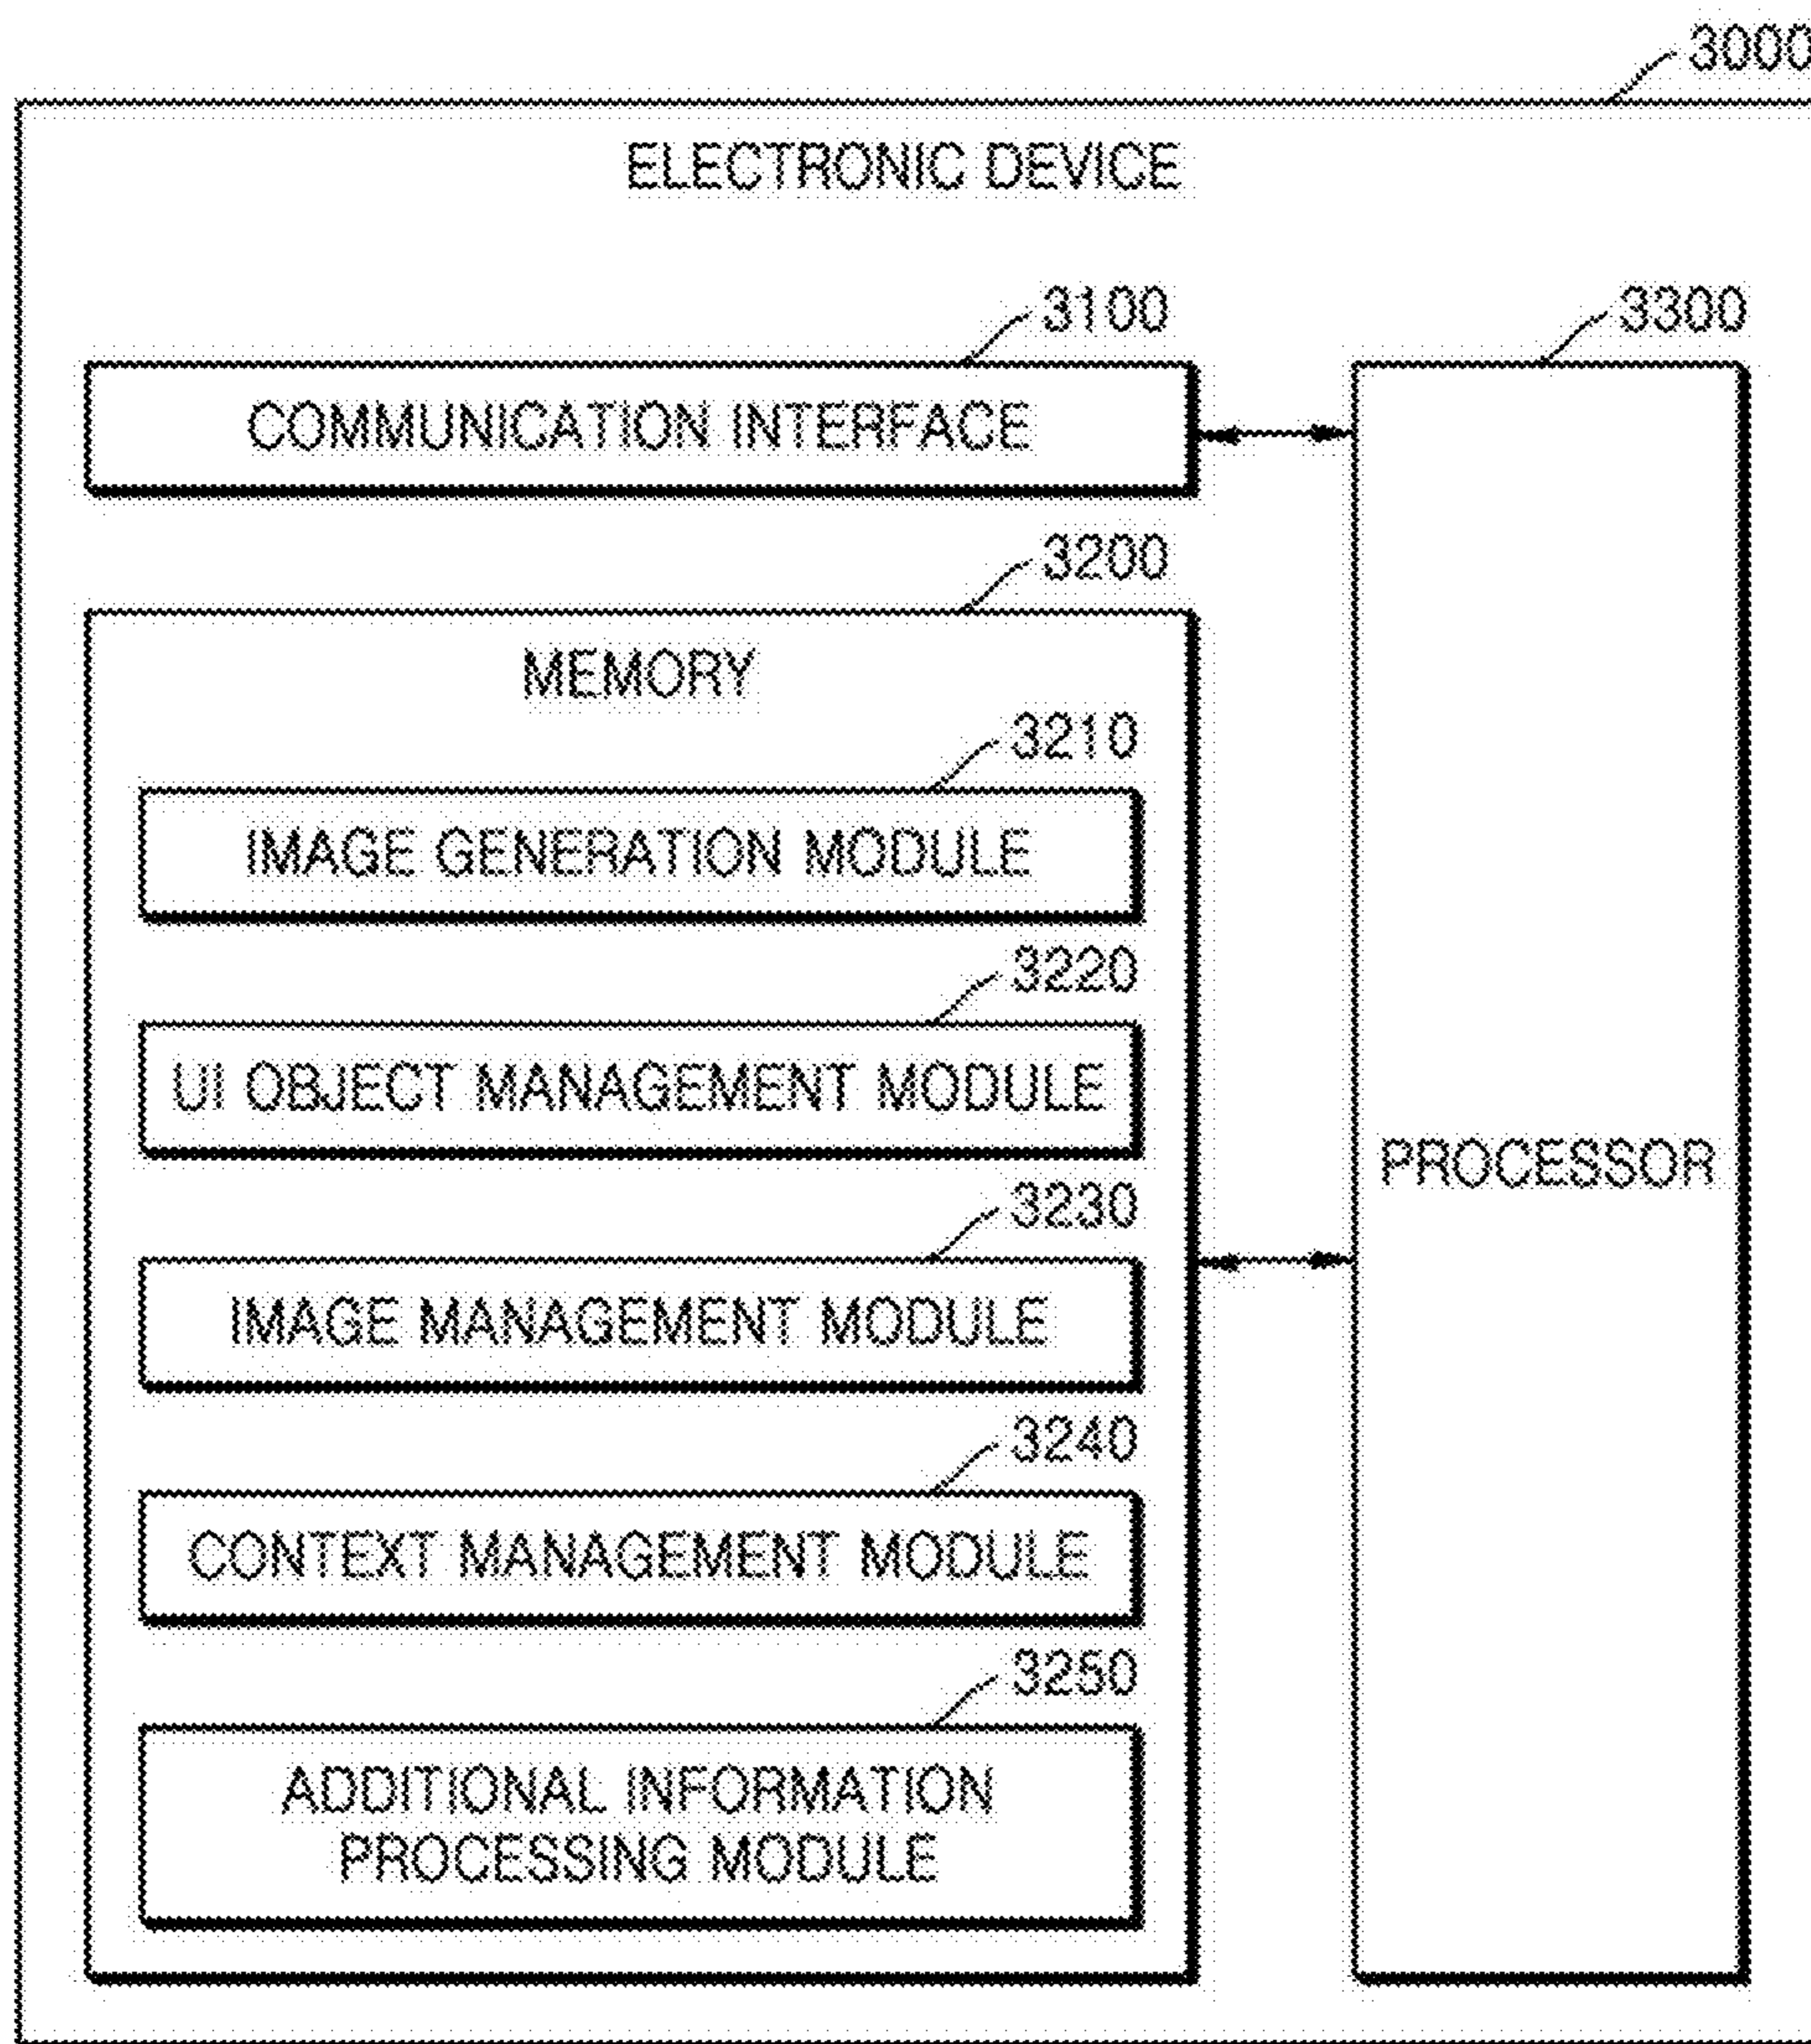 3000
ELECTRONIC DEVICE
3100
COMMUNICATION INTERFACE
3200
MEMORY
3210
IMAGE GENERATION MODULE
3220
UI OBJECT MANAGEMENT MODULE
3230
IMAGE MANAGEMENT MODULE
3240
CONTEXT MANAGEMENT MODULE
3250
ADDITIONAL INFORMATION
PROCESSING MODULE
3300
PROCESSOR